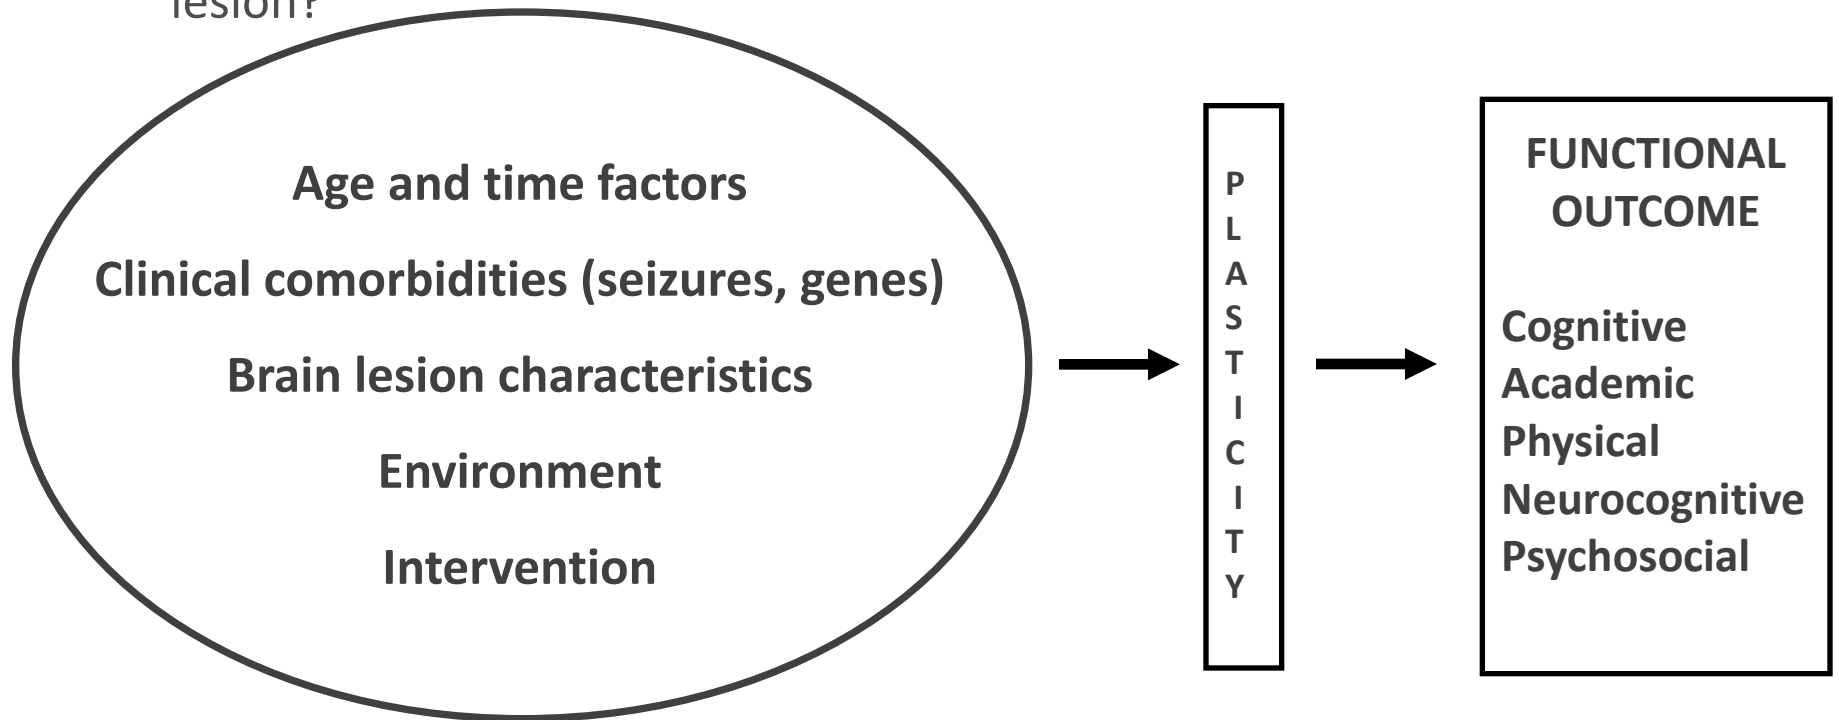 lesion?
Age and time factors
Clinical comorbidities (seizures, genes)
Brain lesion characteristics
Environment
Intervention
P
L
A
S
T
I
C
I
T
Y
FUNCTIONAL
OUTCOME
Cognitive
Academic
Physical
Neurocognitive
Psychosocial